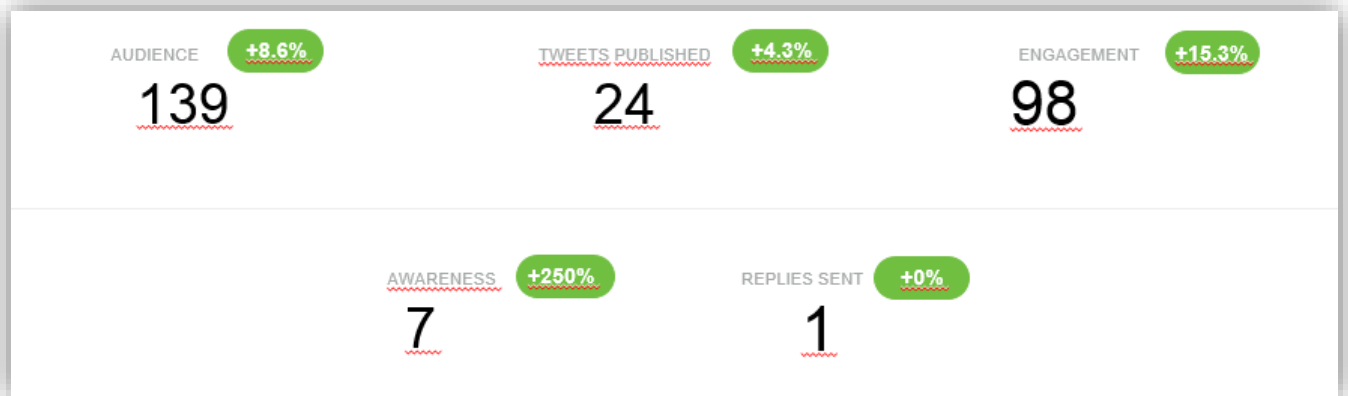 AUDIENCE +8.6% TWEETS PUBLISHED +4.3% ENGAGEMENT +15.3%
139 24 98
AWARENESS +250% REPLIES SENT +0%
7 1